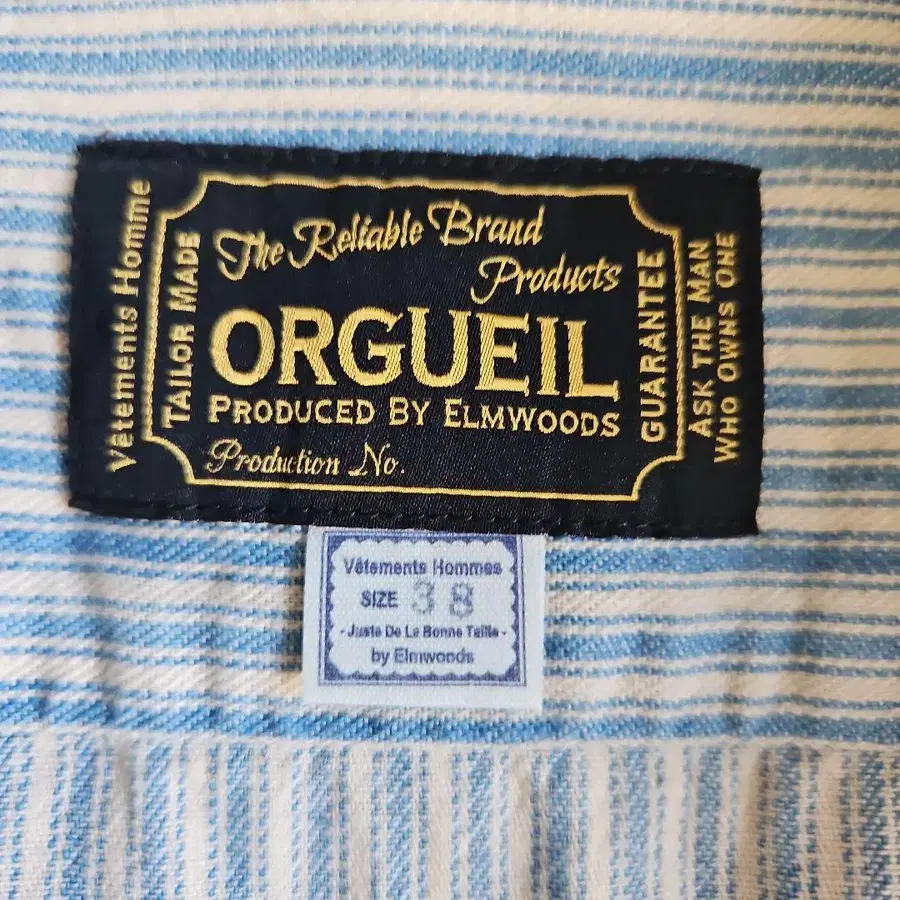 Vêtements Homme
TAILOR MADE
The Reliable Brand
Products
ORGUEIL
PRODUCED BY ELMWOODS
Production No.
GUARANTEE
ASK THE MAN
WHO OWNS ONE
Vêtements Hommes
SIZE 38
- Juste De La Bonne Taille -
by Elmwoods